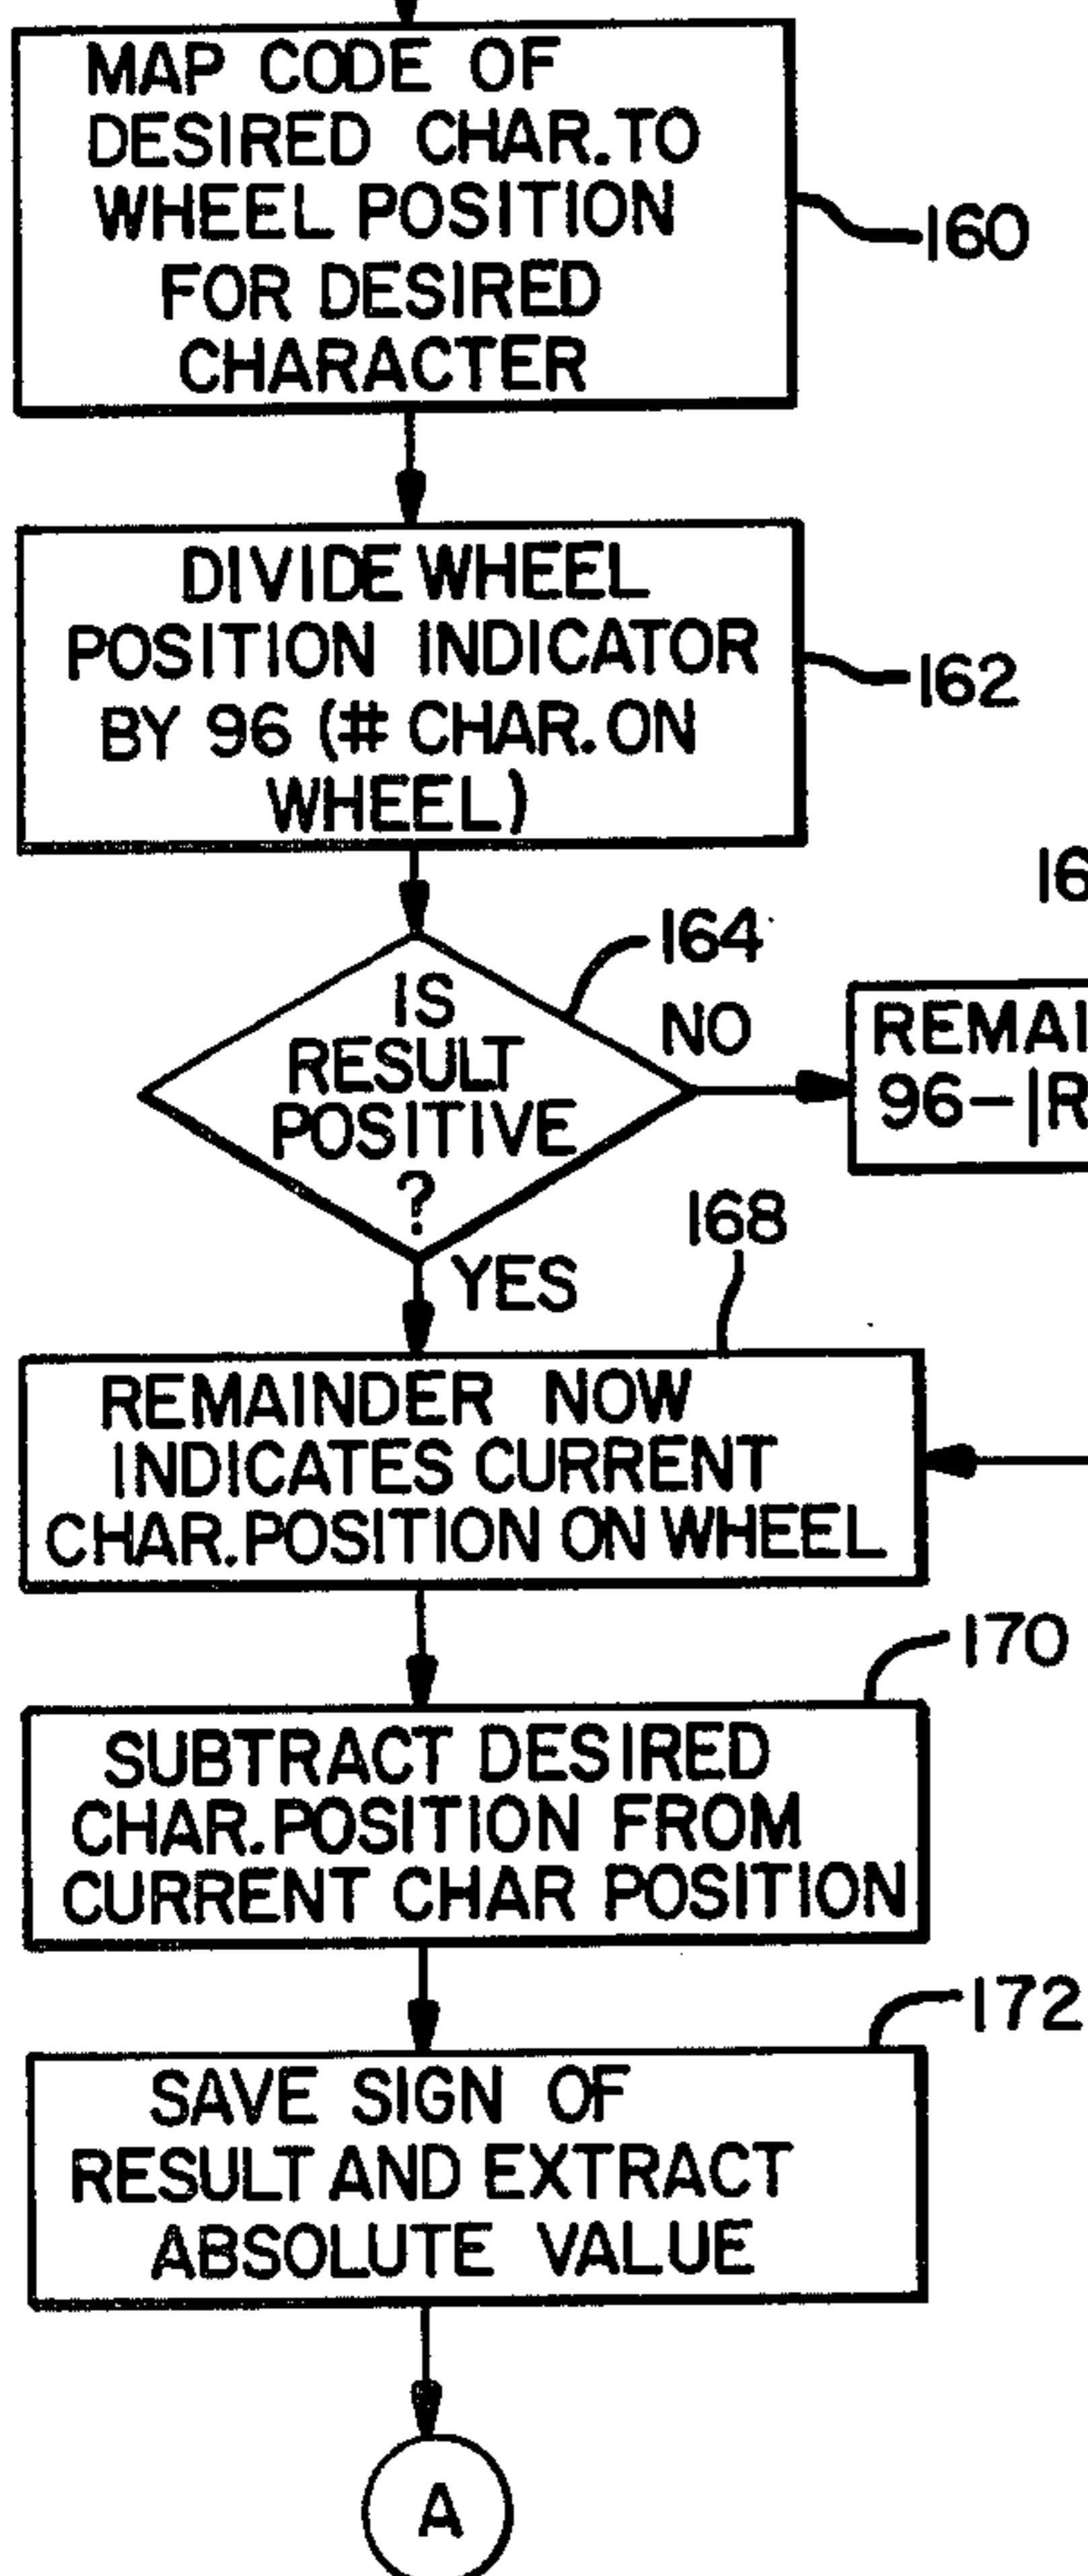 MAP CODE OF
DESIRED CHAR. TO
WHEEL POSITION
FOR DESIRED
CHARACTER
160
DIVIDE WHEEL
POSITION INDICATOR
BY 96 (# CHAR. ON
WHEEL)
162
IS
RESULT
POSITIVE
?
164
NO
96-|R
YES
168
REMAINDER NOW
INDICATES CURRENT
CHAR. POSITION ON WHEEL
170
SUBTRACT DESIRED
CHAR. POSITION FROM
CURRENT CHAR POSITION
172
SAVE SIGN OF
RESULT AND EXTRACT
ABSOLUTE VALUE
A